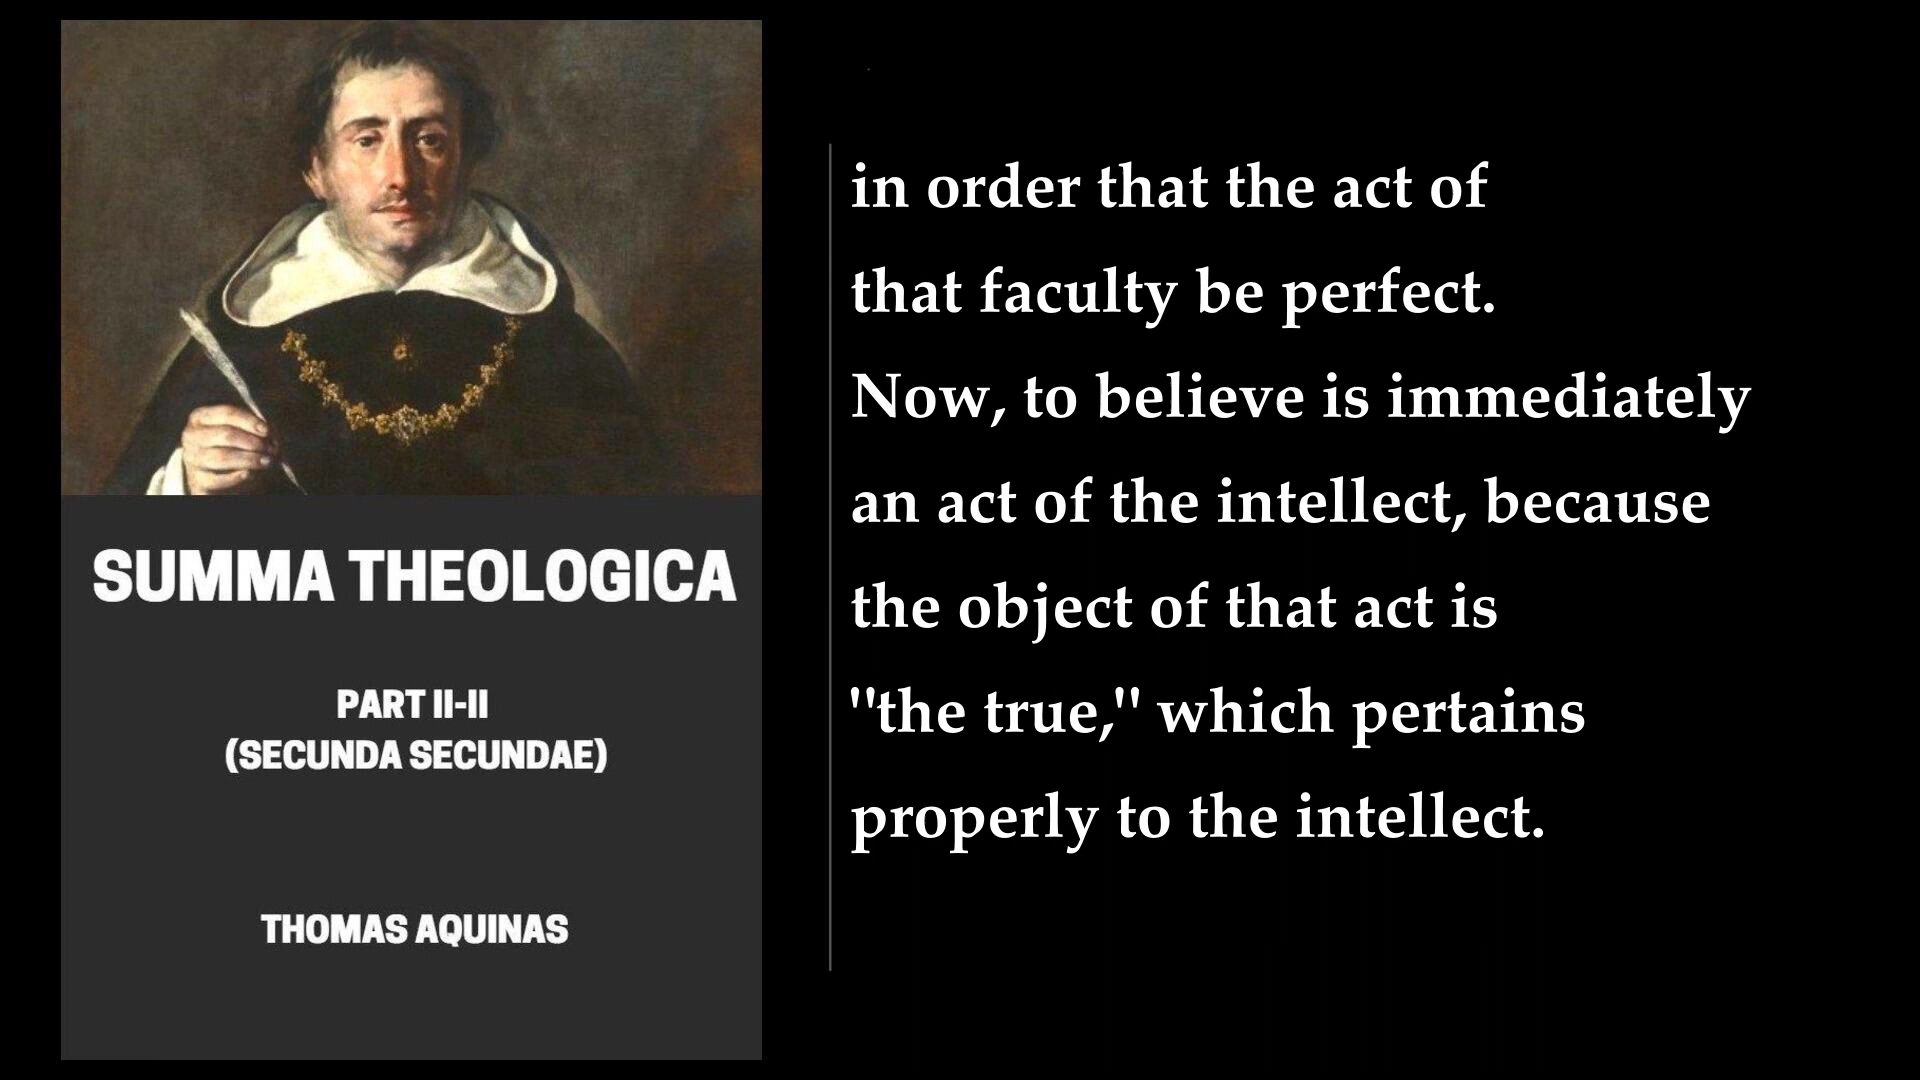 SUMMA THEOLOGICA
PART II-II
(SECUNDA SECUNDAE)
THOMAS AQUINAS
in order that the act of
that faculty be perfect.
Now, to believe is immediately
an act of the intellect, because
the object of that act is
"the true," which pertains
properly to the intellect.